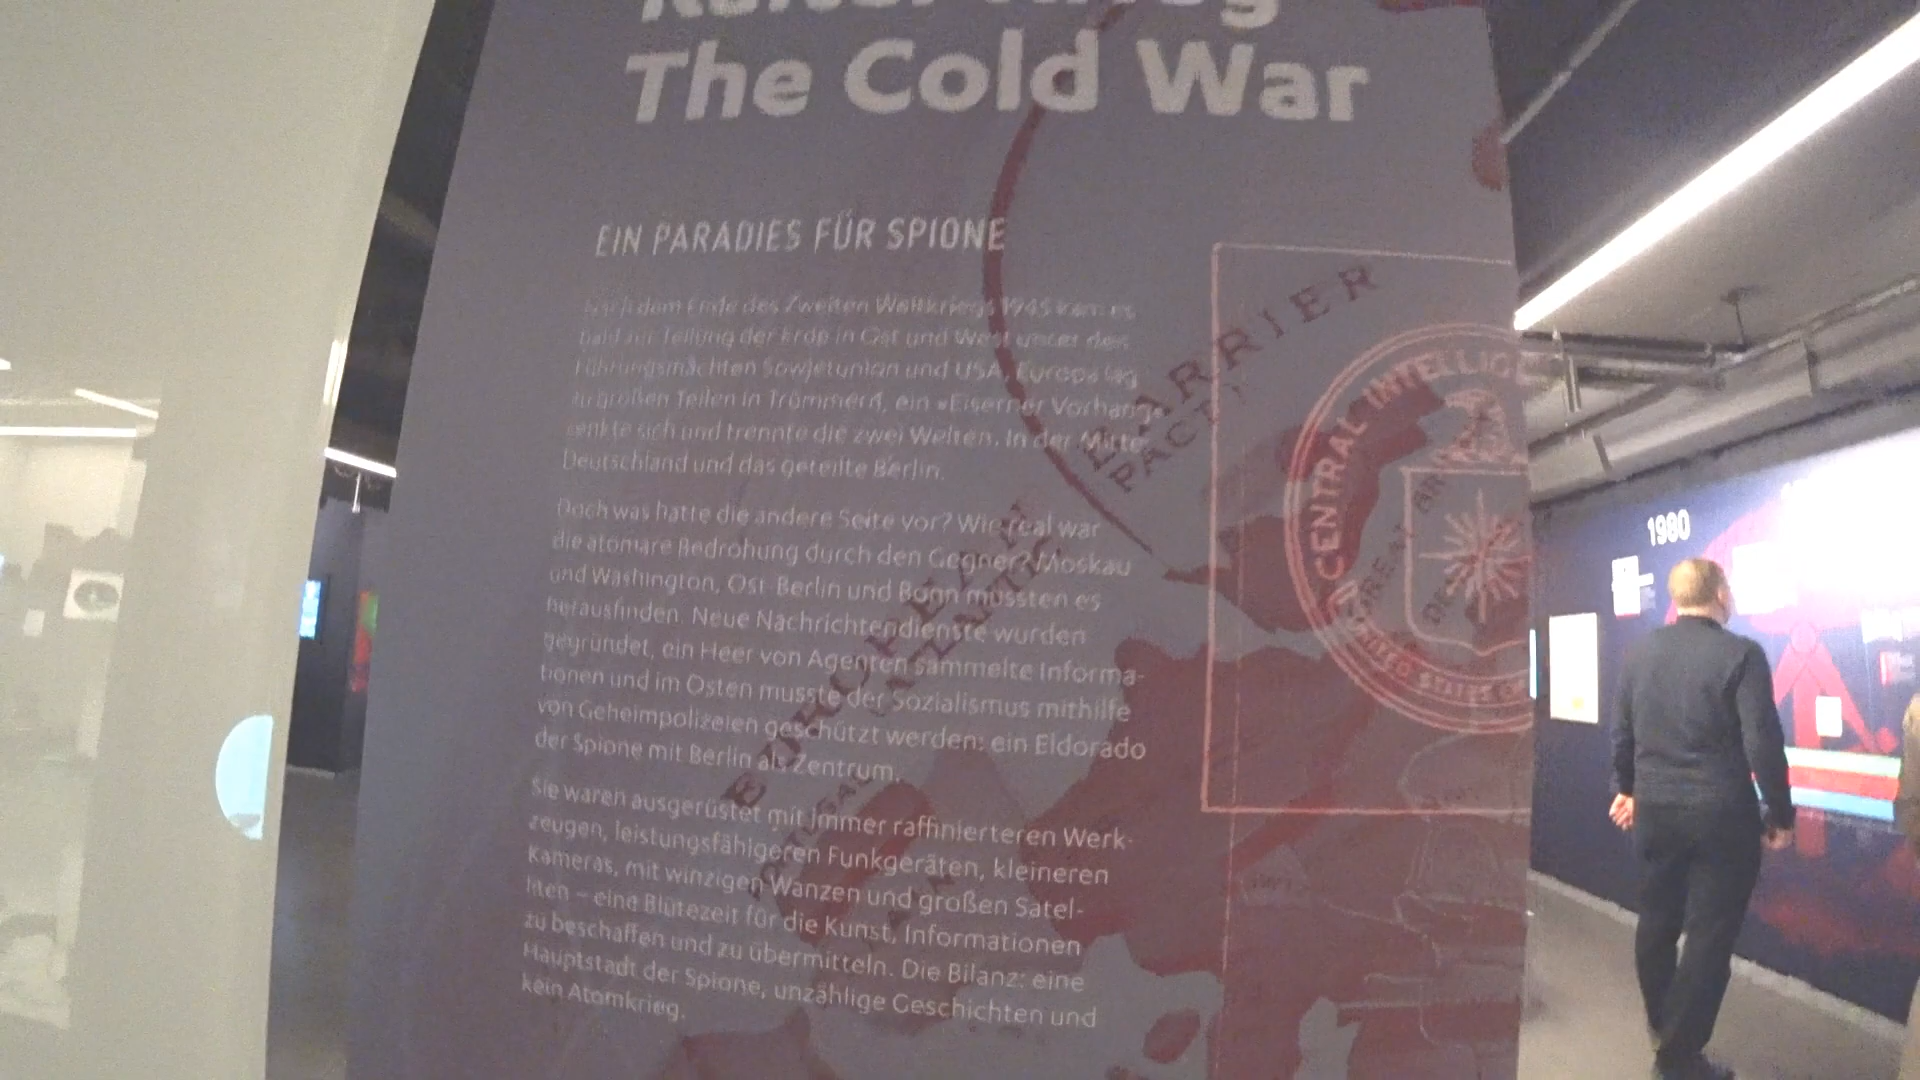 Kalter Krieg
The Cold War
EIN PARADIES FÜR SPIONE
Nach dem Ende des Zweiten Weltkriegs 1945 kam es
bald zur Teilung der Erde in Ost und West unter den
Führungsmächten Sowjetunion und USA. Europa lag
zu großen Teilen in Trümmern, ein »Eiserner Vorhang«
senkte sich und trennte die zwei Welten. In der Mitte:
Deutschland und das geteilte Berlin.
Doch was hatte die andere Seite vor? Wie real war
die atomare Bedrohung durch den Gegner? Moskau
und Washington, Ost-Berlin und Bonn mussten es
herausfinden. Neue Nachrichtendienste wurden
gegründet, ein Heer von Agenten sammelte Informa-
tionen und im Osten musste der Sozialismus mithilfe
von Geheimpolizeien geschützt werden: ein Eldorado
der Spione mit Berlin als Zentrum.
Sie waren ausgerüstet mit immer raffinierteren Werk-
zeugen, leistungsfähigeren Funkgeräten, kleineren
Kameras, mit winzigen Wanzen und großen Satel-
liten – eine Blütezeit für die Kunst, Informationen
zu beschaffen und zu übermitteln. Die Bilanz: eine
Hauptstadt der Spione, unzählige Geschichten und
kein Atomkrieg.
BARRIER
PACT
EUROPEAN
ATLANTIC
PORTUGAL
CENTRAL INTELLIGE
UNITED STATES OF
1980